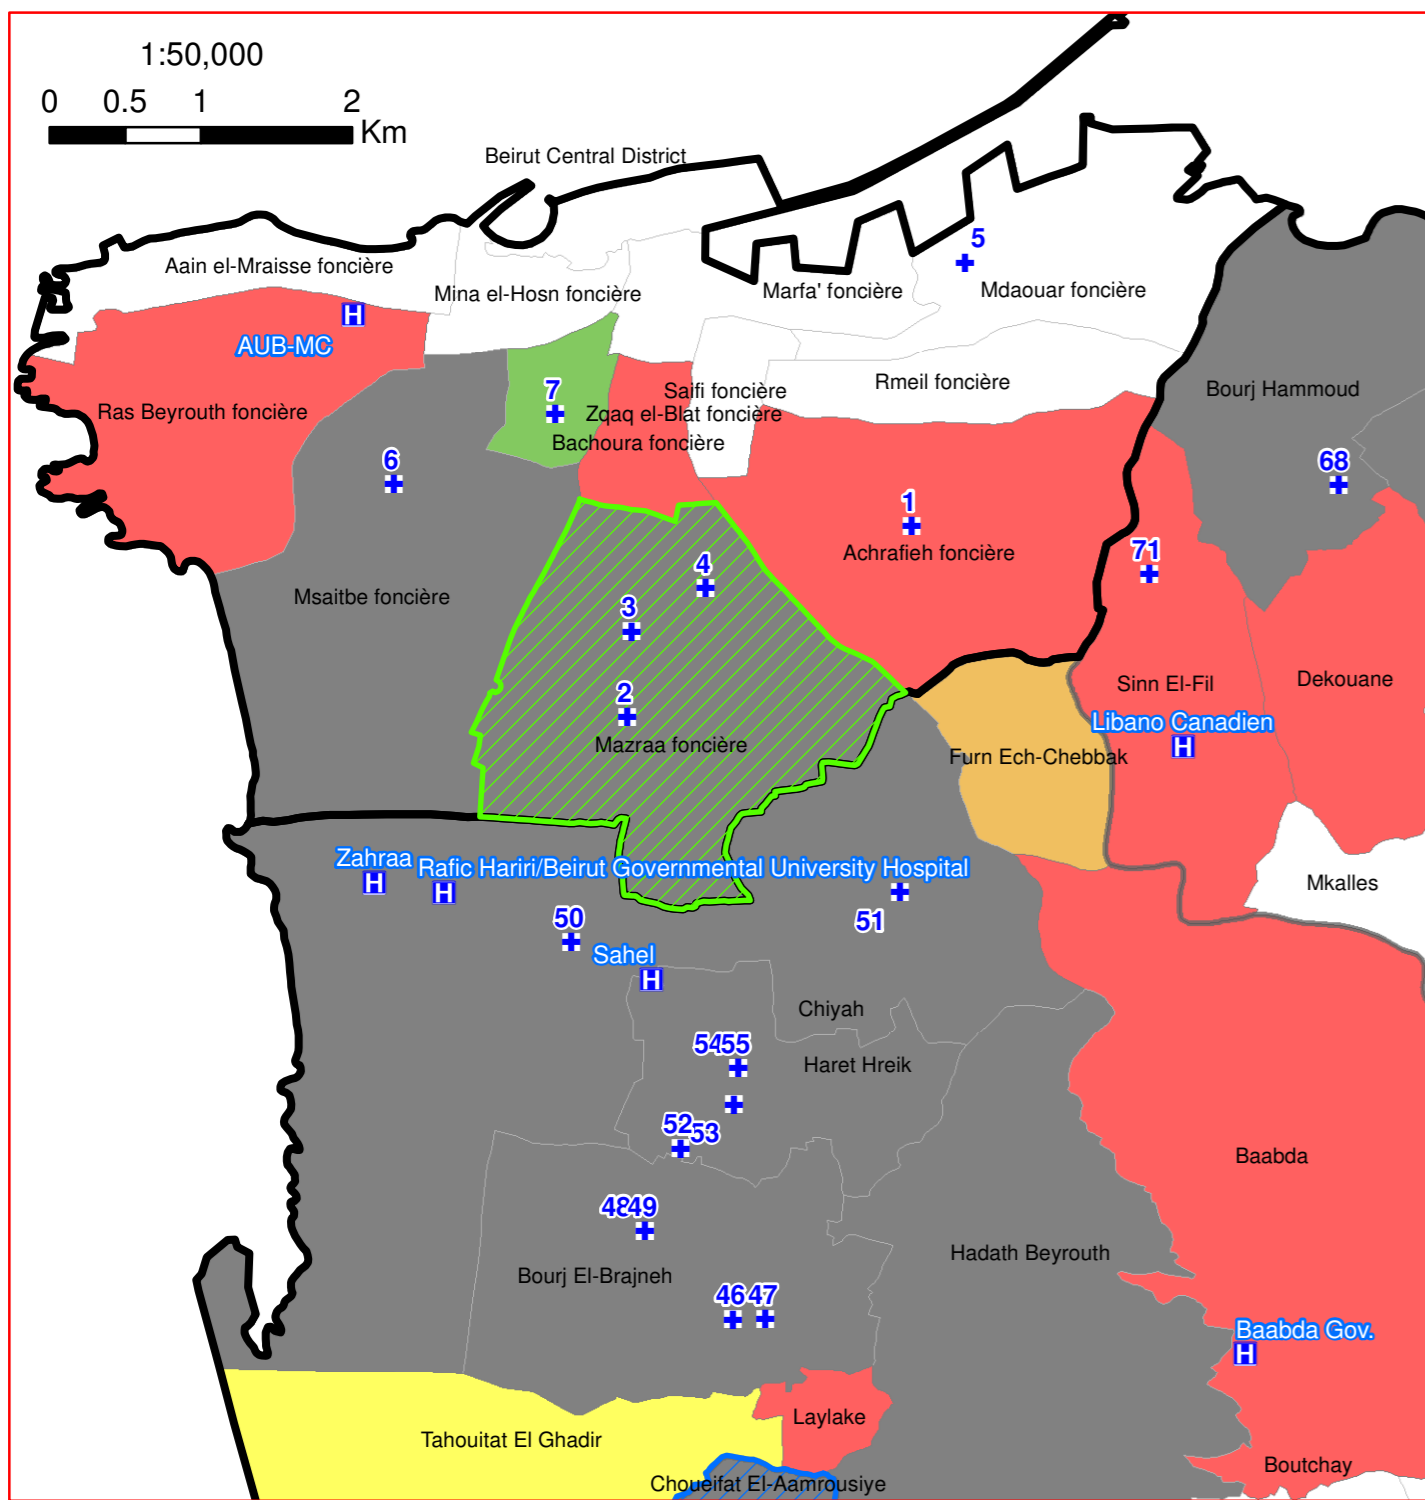 1:50,000
0 0.5 1 2
Km
Beirut Central District
5
Aain el-Mraisse foncière
Mina el-Hosn foncière
Marfa' foncière
Mdaouar foncière
H
AUB-MC
Ras Beyrouth foncière
7
Saifi foncière
Rmeil foncière
Bourj Hammoud
Zqaq el-Blat foncière
Bachoura foncière
6
68
1
Achrafieh foncière
71
4
Msaitbe foncière
3
2
Sinn El-Fil
Dekouane
Mazraa foncière
Libano Canadien
H
Furn Ech-Chebbak
Zahraa
H
Rafic Hariri/Beirut Governmental University Hospital
H
Mkalles
50
51
Sahel
H
Chiyah
5455
Haret Hreik
52
53
Baabda
4849
Hadath Beyrouth
Bourj El-Brajneh
46
47
Baabda Gov.
H
Laylake
Tahouitat El Ghadir
Boutchay
Choueifat El-Aamrousiye